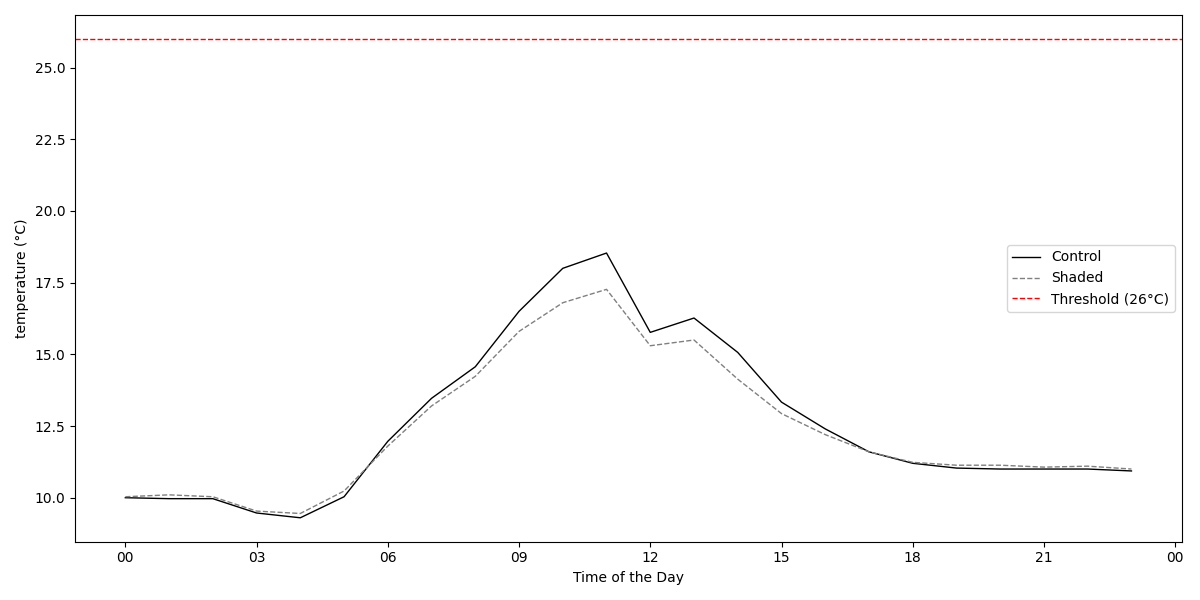 25.0
22.5
20.0
17.5
15.0
12.5
10.0
temperature (°C)
Control
Shaded
Threshold (26°C)
00 03 06 09 12 15 18 21 00
Time of the Day